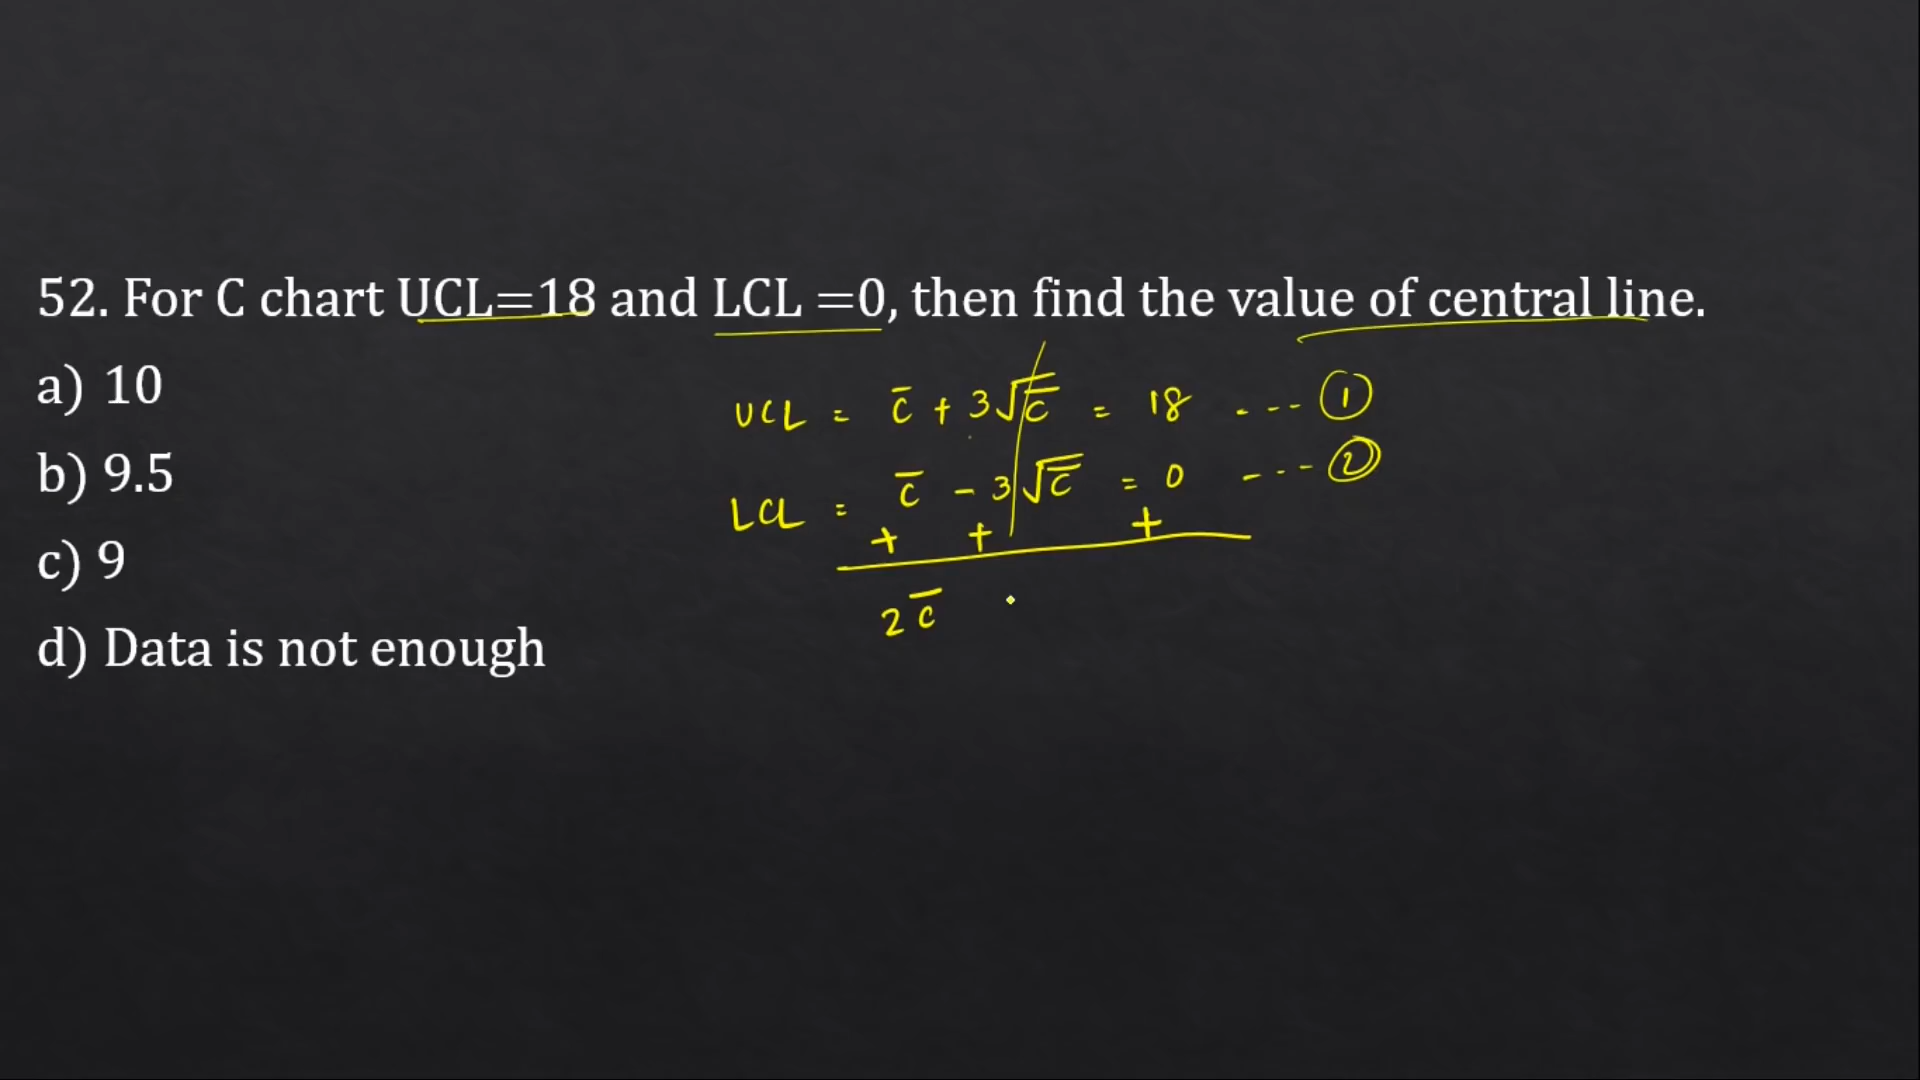 52. For C chart UCL=18 and LCL =0, then find the value of central line.
a) 10
b) 9.5
c) 9
d) Data is not enough
UCL = c̄ + 3√c̄ = 18 ---- ①
LCL = c̄ - 3√c̄ = 0 ---- ②
+ + +
2c̄